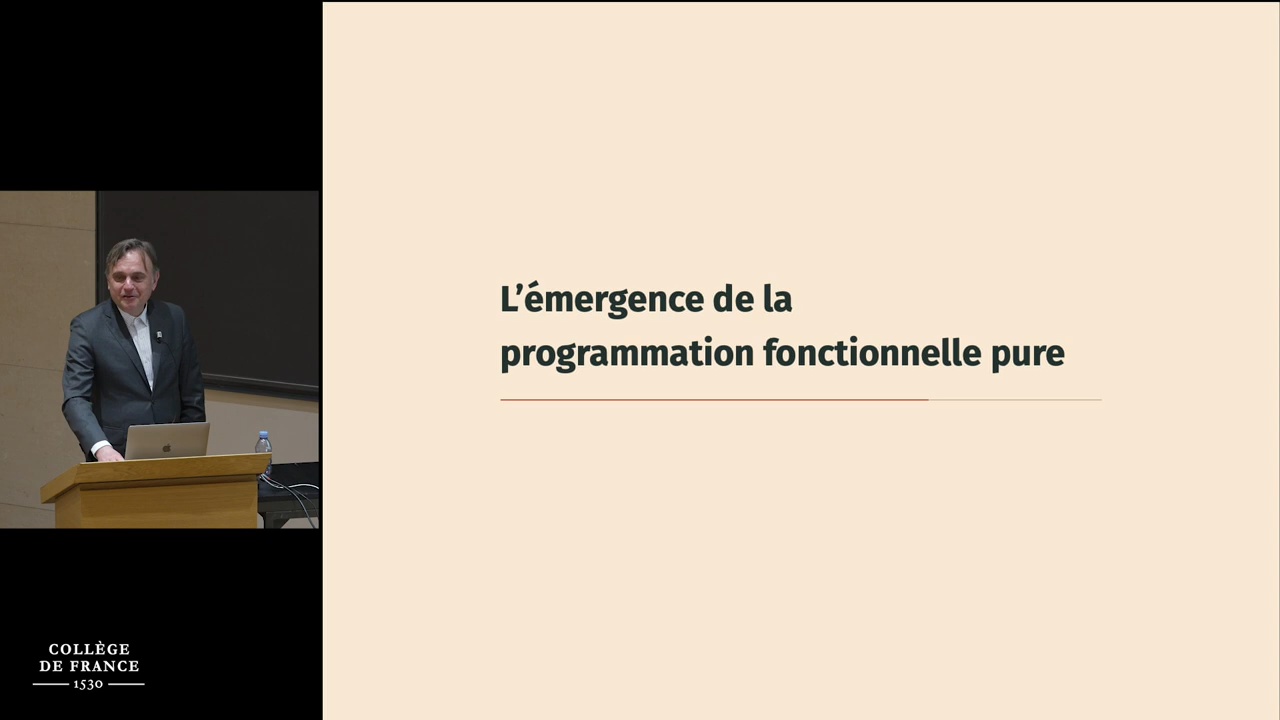 L'émergence de la
programmation fonctionnelle pure
COLLÈGE
DE FRANCE
1530